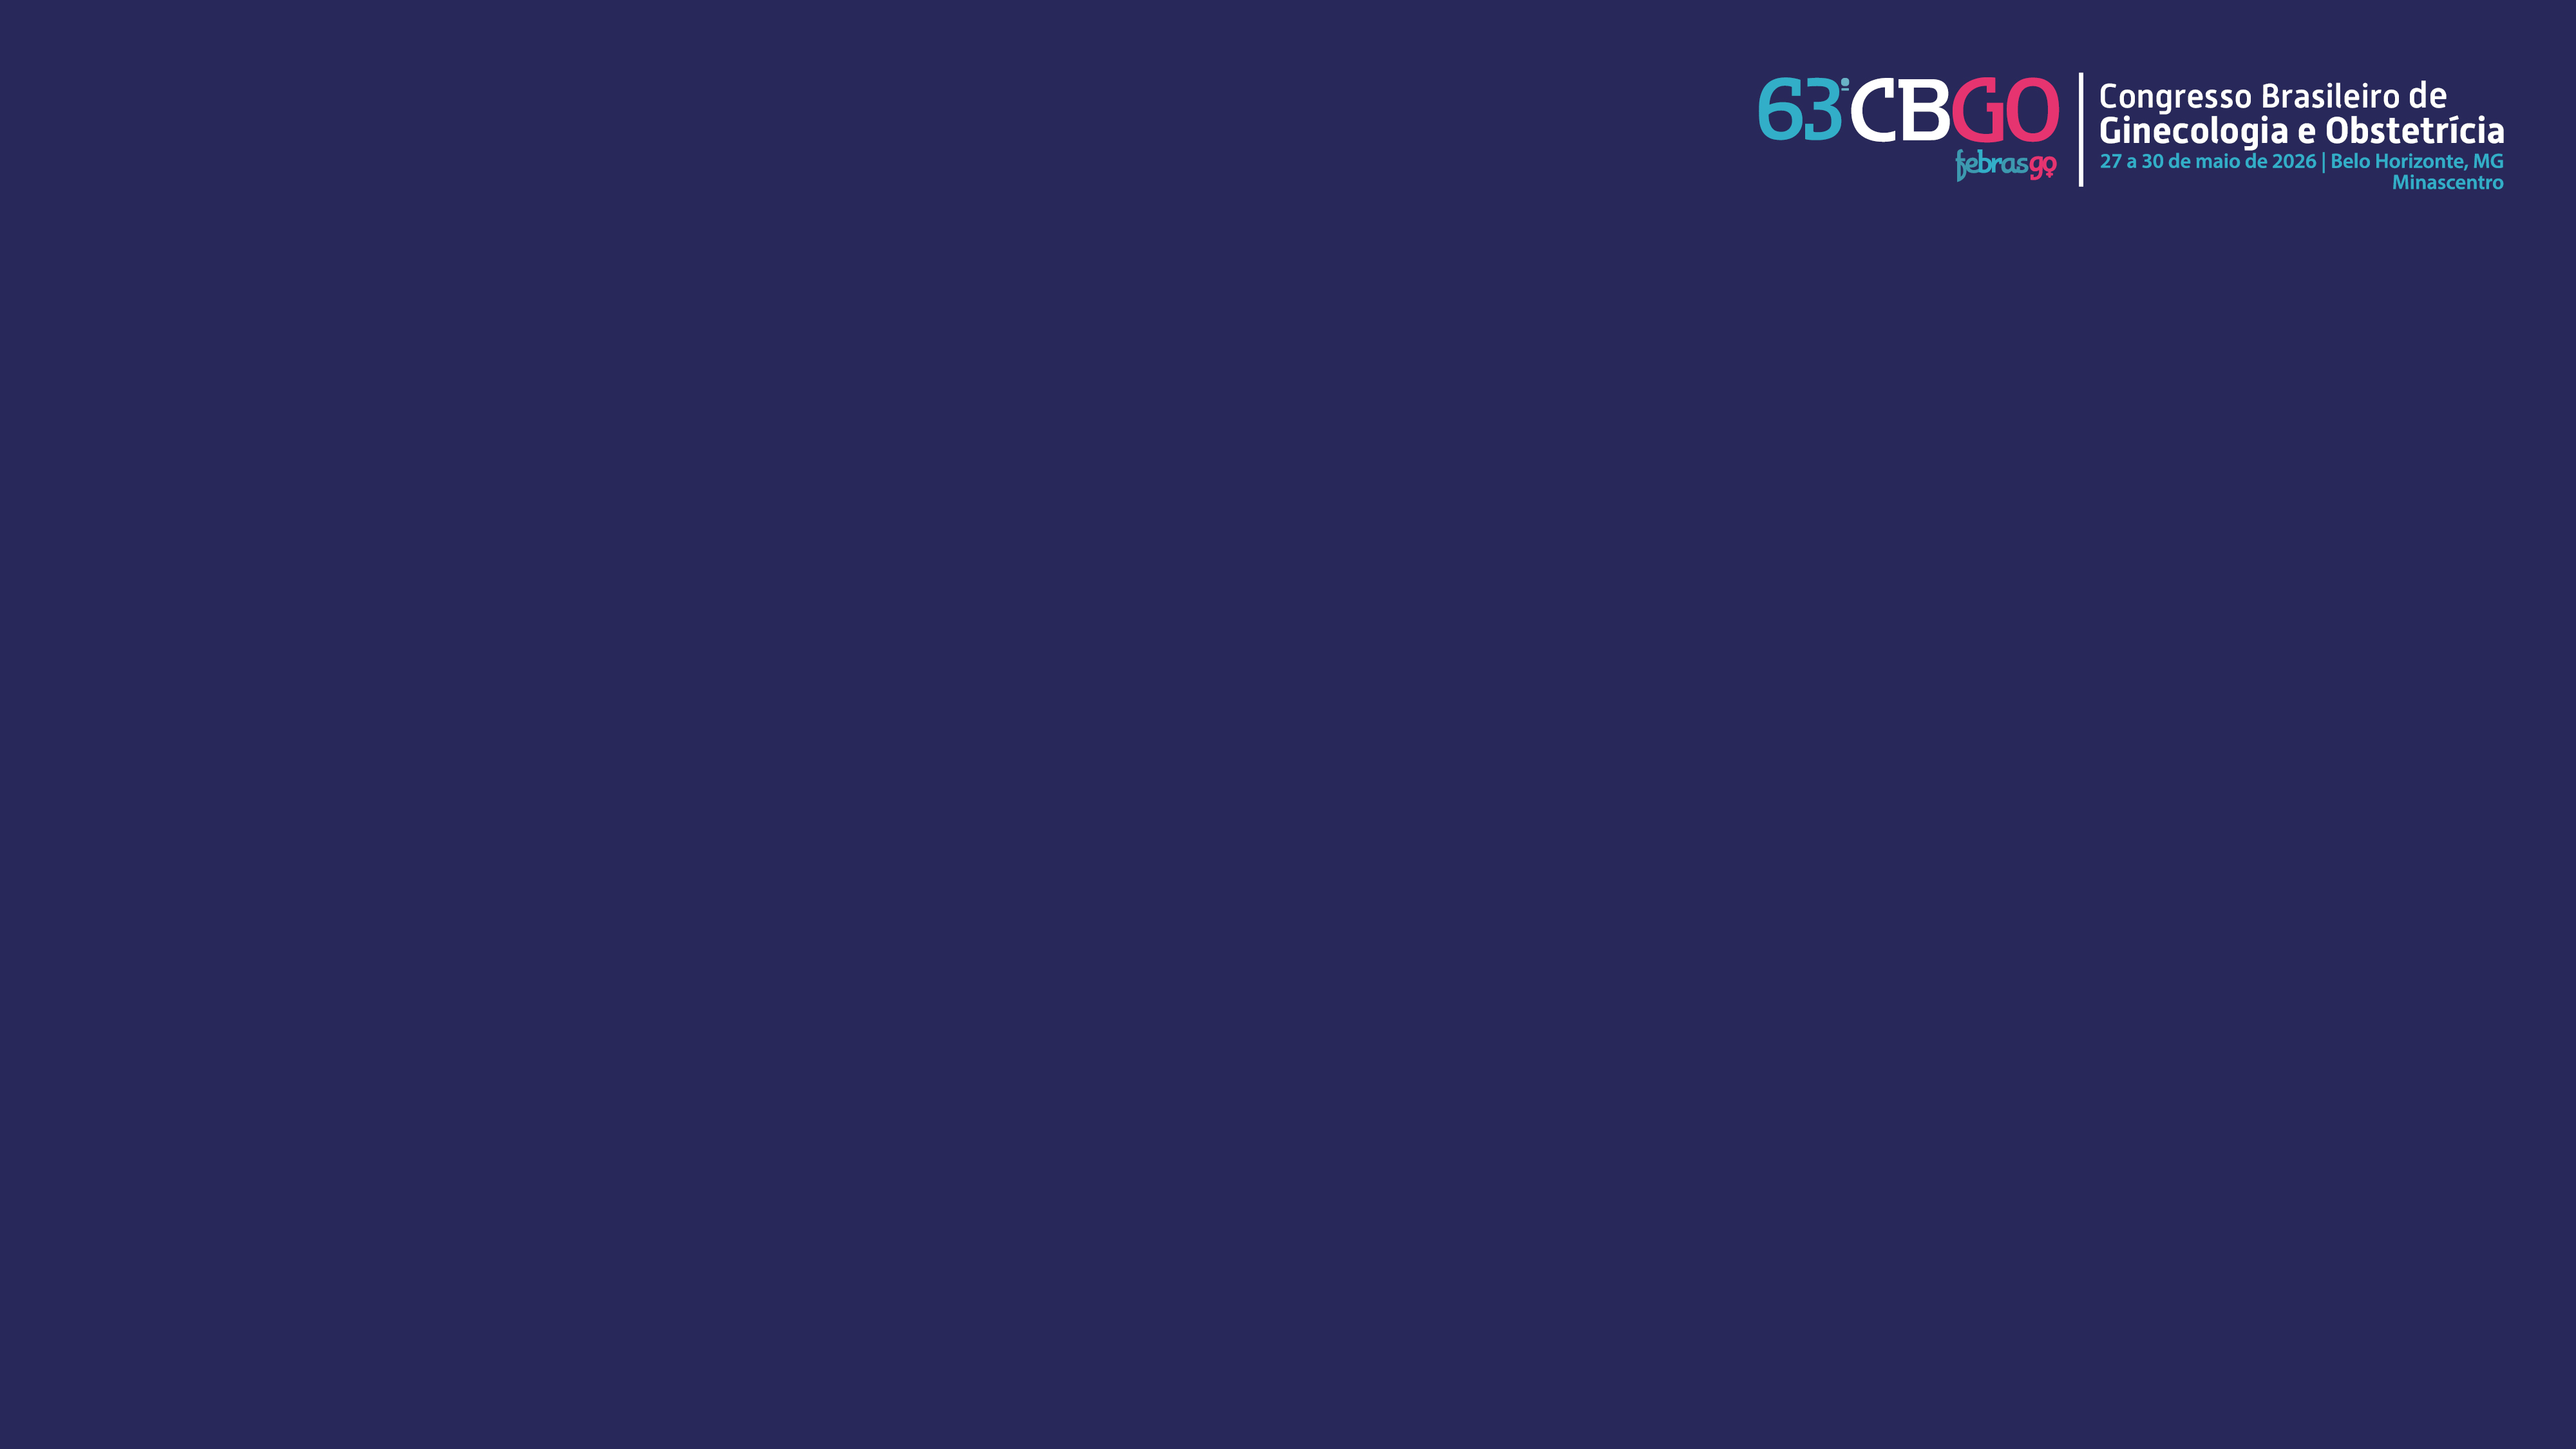 63º CBGO
febrasgo
Congresso Brasileiro de
Ginecologia e Obstetrícia
27 a 30 de maio de 2026 | Belo Horizonte, MG
Minascentro